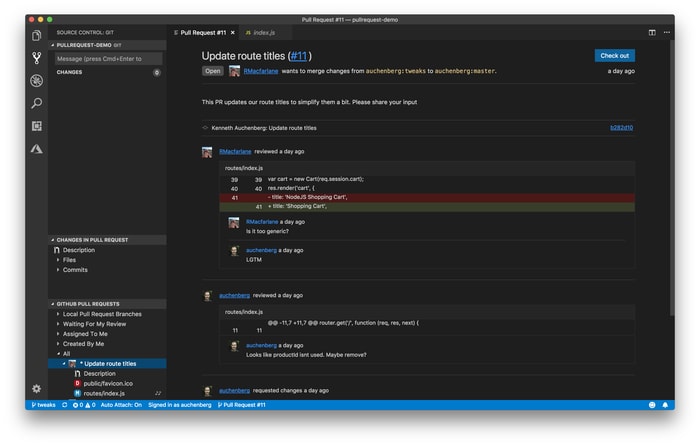 Pull Request #11 — pullrequest-demo
SOURCE CONTROL: GIT
PULLREQUEST-DEMO GIT
Message (press Cmd+Enter to
CHANGES 0
CHANGES IN PULL REQUEST
Description
Files
Commits
GITHUB PULL REQUESTS
Local Pull Request Branches
Waiting For My Review
Assigned To Me
Created By Me
All
* Update route titles
Description
D public/favicon.ico
M routes/index.js
Pull Request #11
JS index.js
Update route titles (#11)
Check out
Open RMacfarlane wants to merge changes from auchenberg:tweaks to auchenberg:master. a day ago
This PR updates our route titles to simplify them a bit. Please share your input
Kenneth Auchenberg: Update route titles b282d10
RMacfarlane reviewed a day ago
routes/index.js
39 39 var cart = new Cart(req.session.cart);
40 40 res.render('cart', {
41 - title: 'NodeJS Shopping Cart',
41 + title: 'Shopping Cart',
RMacfarlane a day ago
Is it too generic?
auchenberg a day ago
LGTM
auchenberg reviewed a day ago
routes/index.js
@@ -11,7 +11,7 @@ router.get('/', function (req, res, next) {
11 11
auchenberg a day ago
Looks like productId isnt used. Maybe remove?
auchenberg requested changes a day ago
tweaks 0 0 Auto Attach: On Signed in as auchenberg Pull Request #11